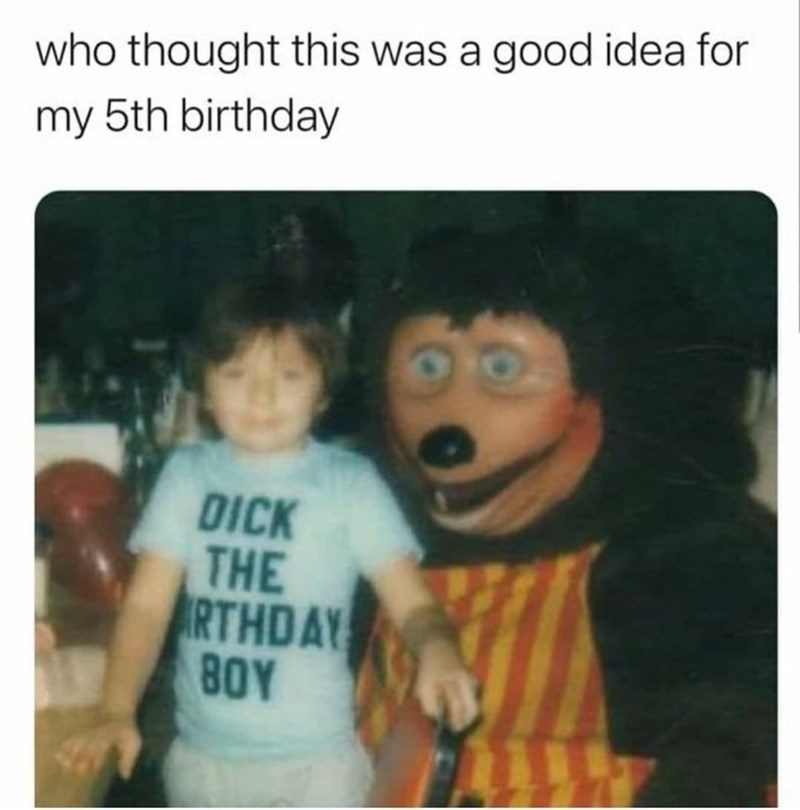 who thought this was a good idea for
my 5th birthday
DICK
THE
IRTHDAY
BOY